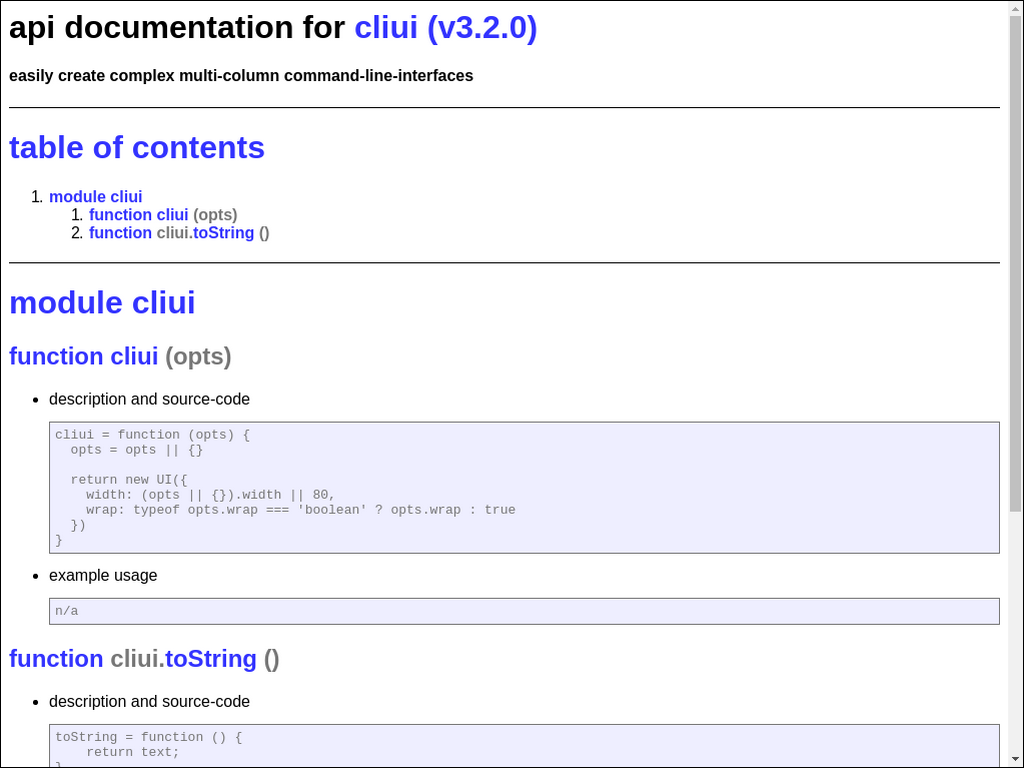 api documentation for cliui (v3.2.0)
easily create complex multi-column command-line-interfaces
table of contents
1. module cliui
1. function cliui (opts)
2. function cliui.toString ()
module cliui
function cliui (opts)
• description and source-code
cliui = function (opts) {
  opts = opts || {}

  return new UI({
    width: (opts || {}).width || 80,
    wrap: typeof opts.wrap === 'boolean' ? opts.wrap : true
  })
}
• example usage
n/a
function cliui.toString ()
• description and source-code
toString = function () {
    return text;
}